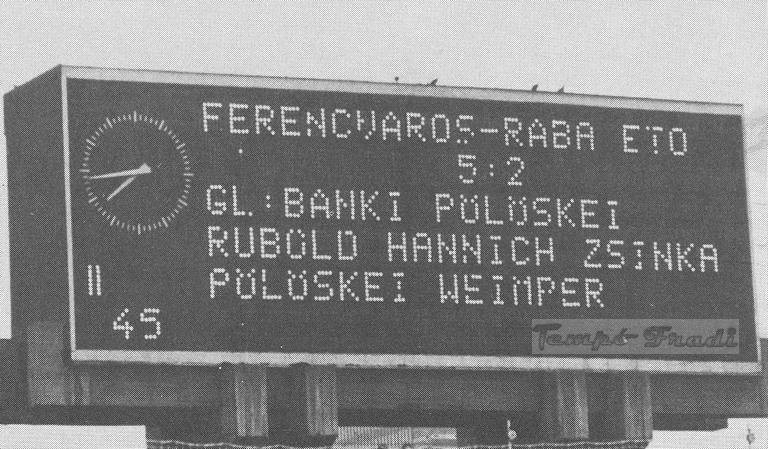 FERENCVAROS-RABA ETO
5:2
GL.:BANKI PÖLÖSKEI
RUBOLD HANNICH ZSINKA
PÖLÖSKEI WEIMPER
II
45
Tempó-Fradi